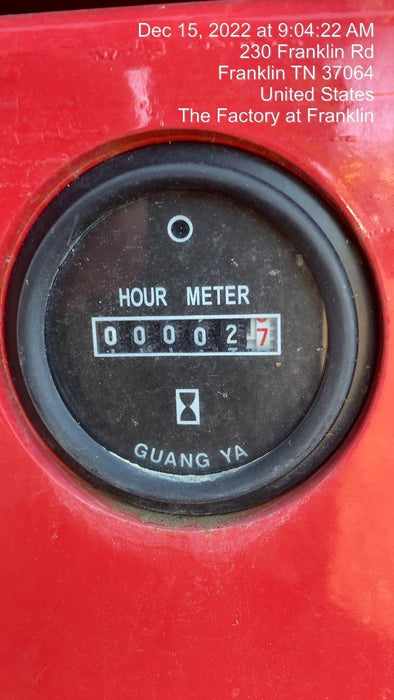 Dec 15, 2022 at 9:04:22 AM
230 Franklin Rd
Franklin TN 37064
United States
The Factory at Franklin
HOUR METER
000027
GUANG YA